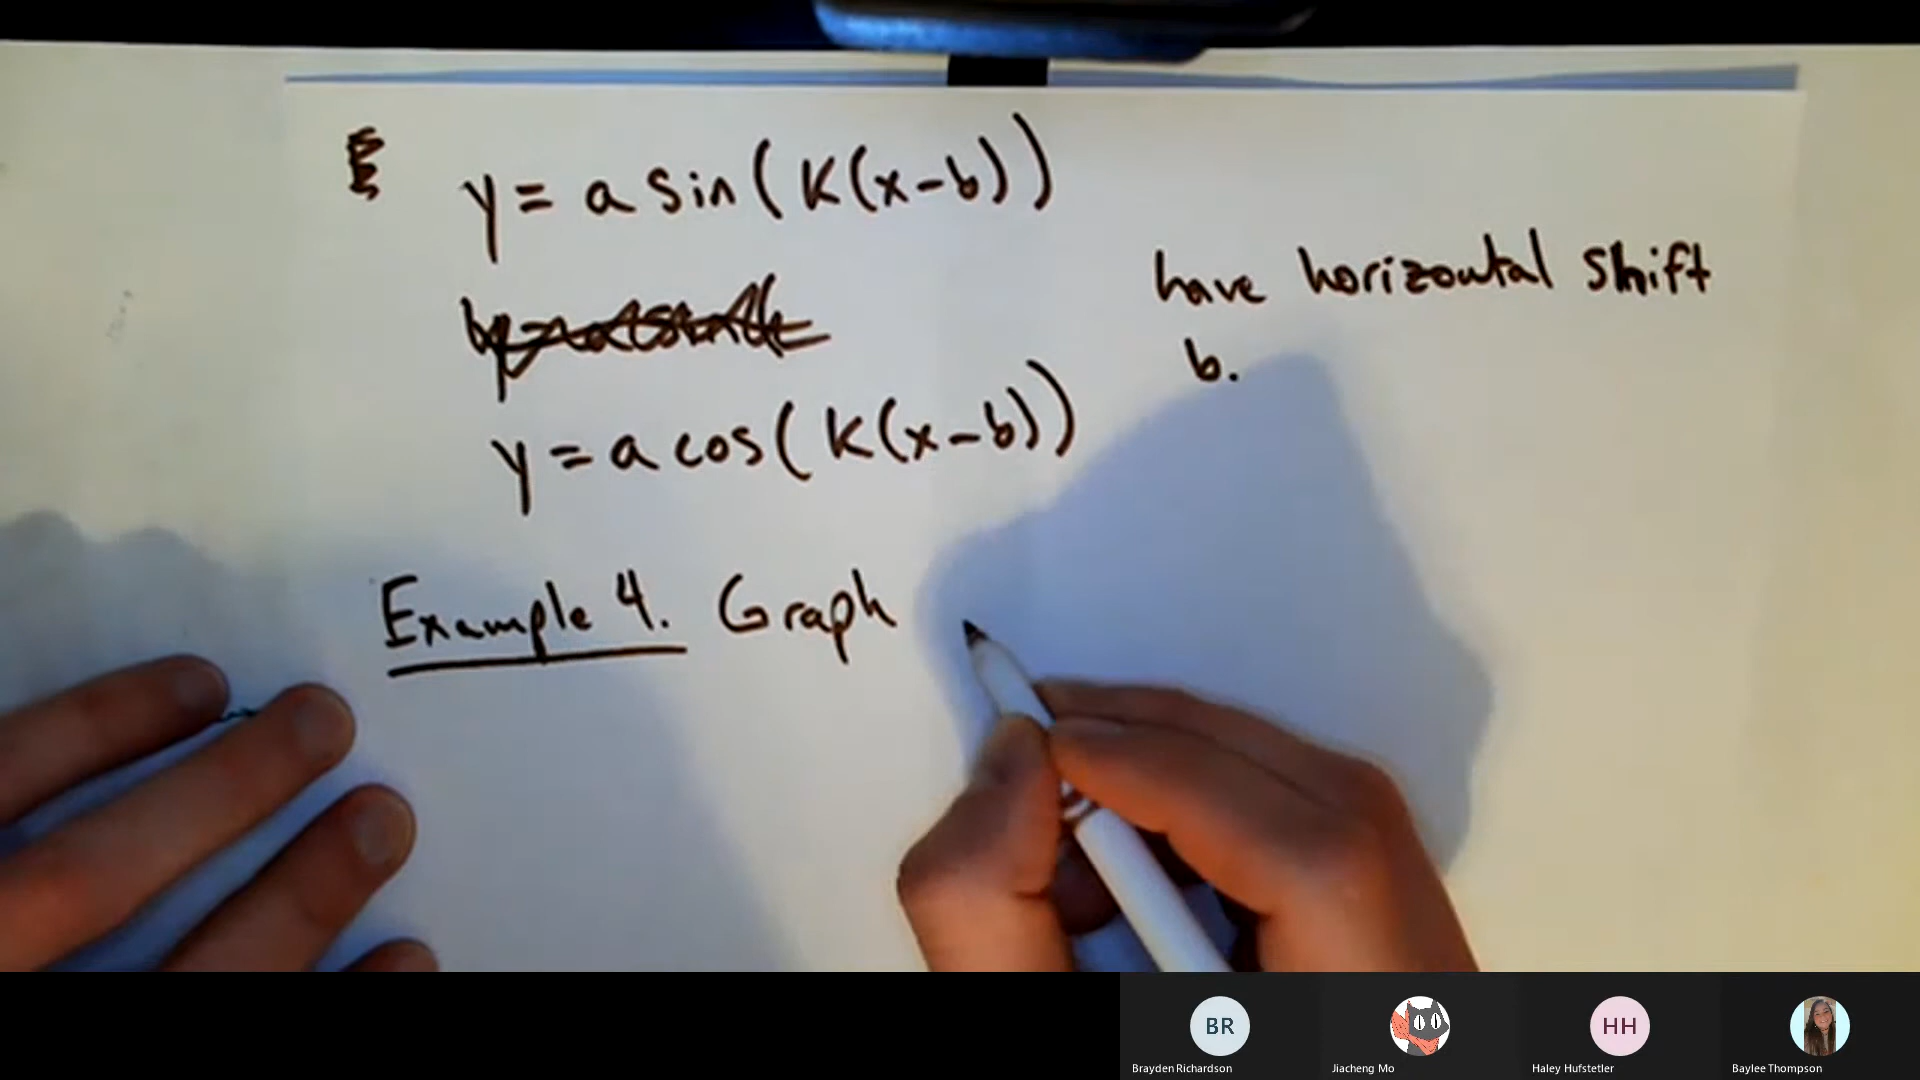 y = a sin(K(x-b))
have horizontal shift
b.
y = a cos(K(x-b))
Example 4. Graph
BR
HH
Brayden Richardson
Jiacheng Mo
Haley Hufstetler
Baylee Thompson